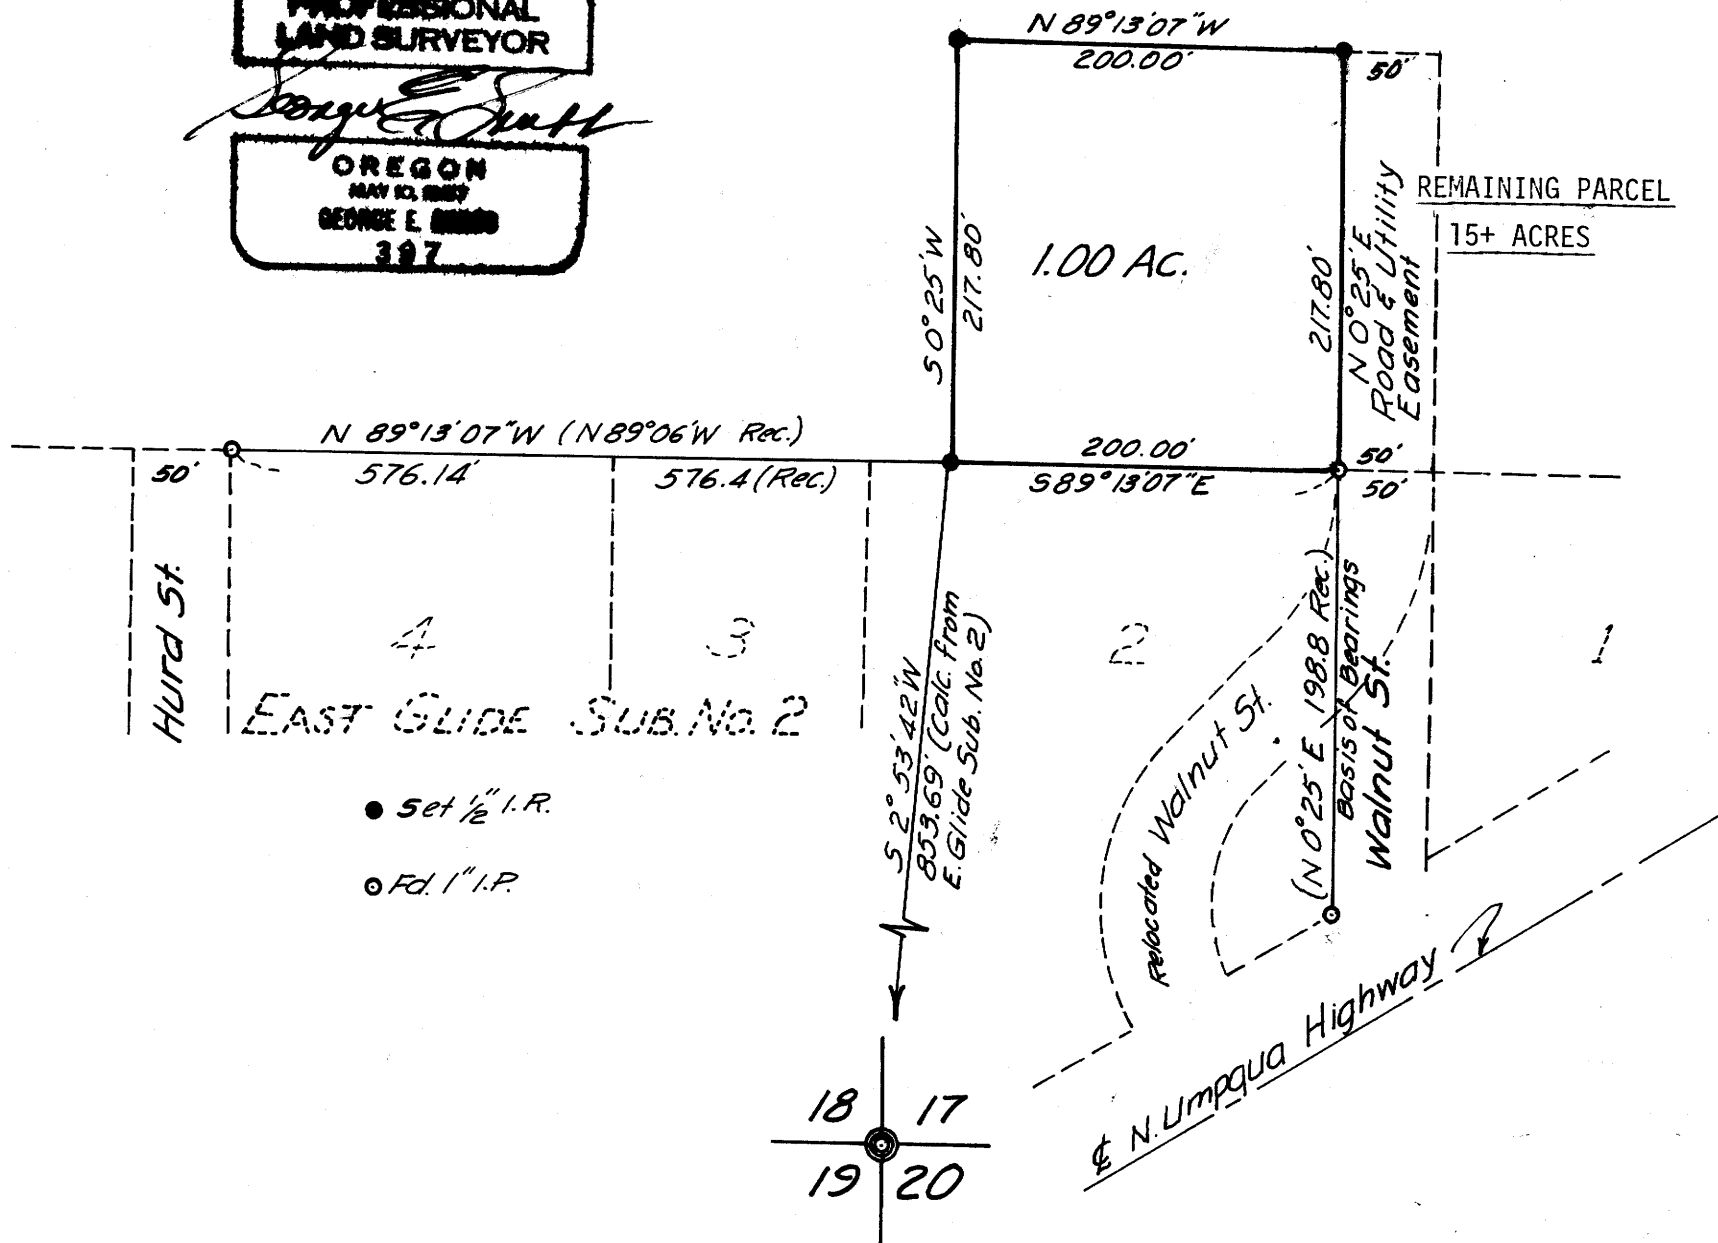 PROFESSIONAL
LAND SURVEYOR
OREGON
MAY 10,
GEORGE E.
397
N 89°13'07"W
200.00'
50'
S 0°25'W
217.80'
1.00 Ac.
217.80'
N 0°25'E
Road & Utility
Easement
REMAINING PARCEL
15+ ACRES
N 89°13'07"W (N89°06'W Rec.)
50'
576.14'
576.4 (Rec.)
200.00'
S89°13'07"E
50'
50'
Hurd St.
4
3
2
1
EAST GLIDE SUB. No. 2
S 2° 53' 42" W
853.69' (Calc. from
E. Glide Sub. No. 2)
(N 0°25' E 198.8 Rec.)
Basis of Bearings
Walnut St.
Relocated Walnut St.
● Set 1/2" I.R.
⊙ Fd. 1" I.P.
℄ N. Umpqua Highway
18 17
19 20